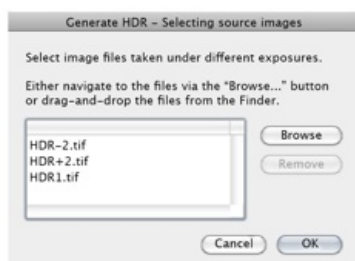 Generate HDR – Selecting source images
Select image files taken under different exposures.
Either navigate to the files via the “Browse...” button
or drag-and-drop the files from the Finder.
Browse
HDR-2.tif
HDR+2.tif
Remove
HDR1.tif
Cancel
OK